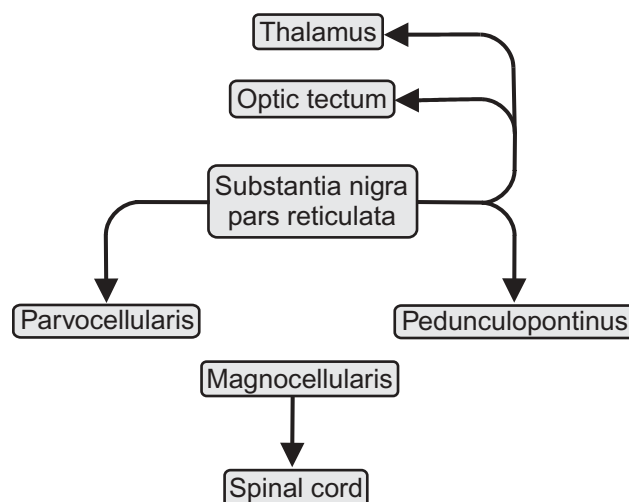 Thalamus
Optic tectum
Substantia nigra
pars reticulata
Parvocellularis
Pedunculopontinus
Magnocellularis
Spinal cord